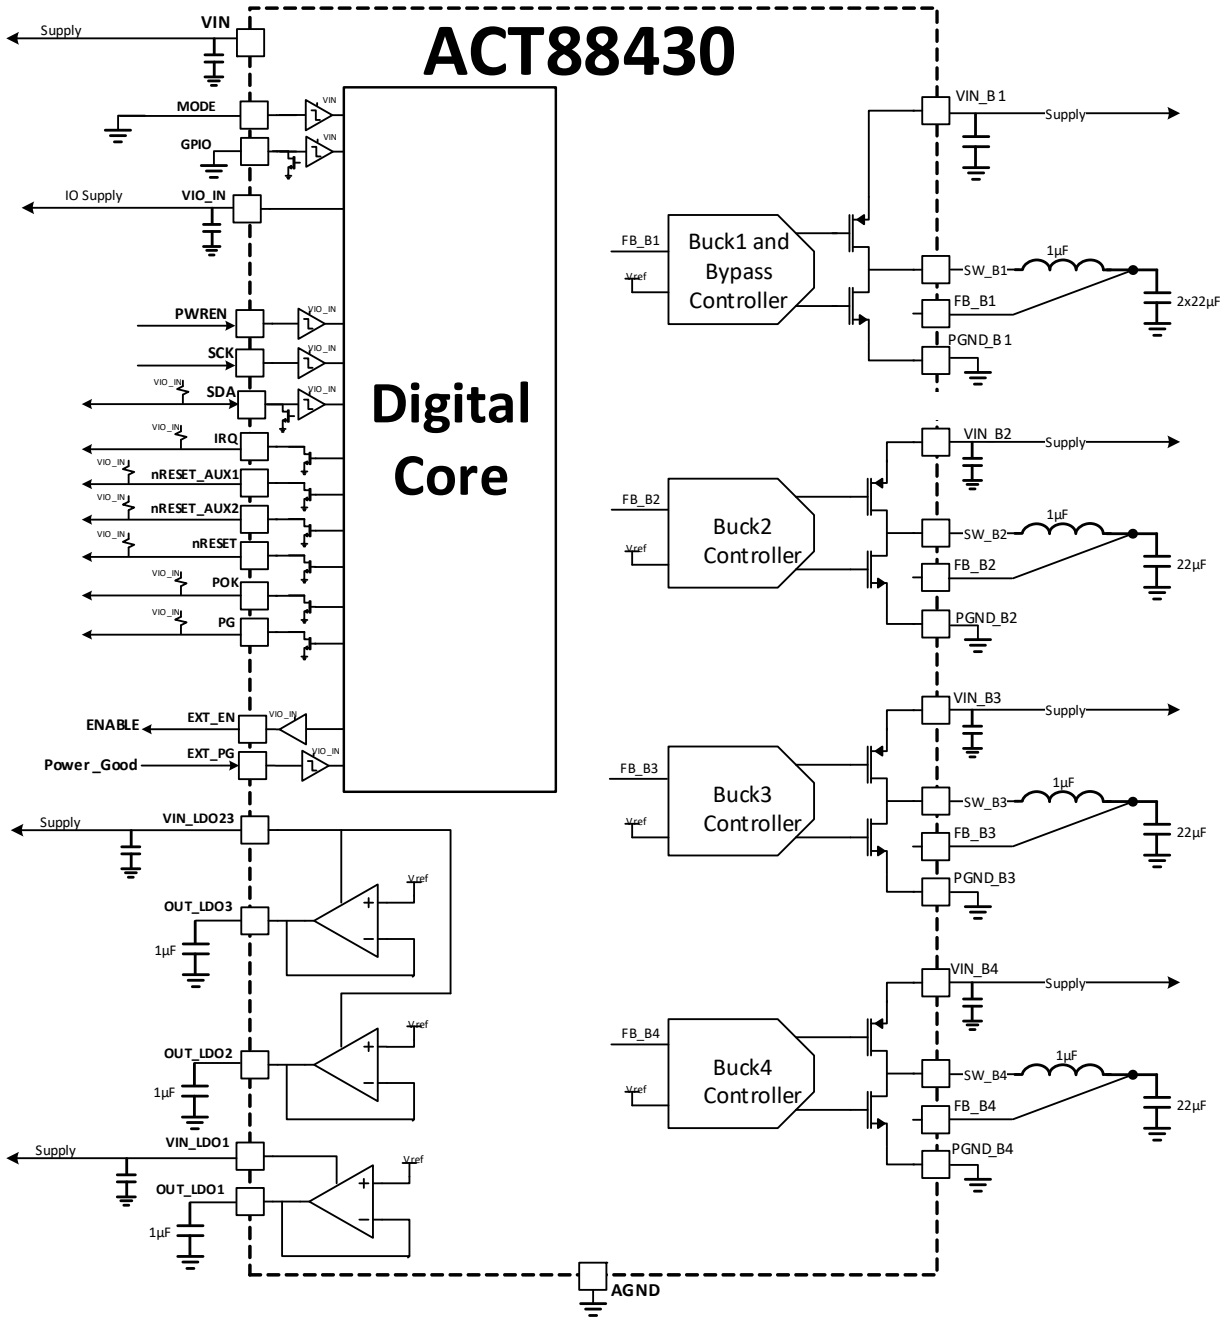 ACT88430
VIN
Supply
MODE
VIN
GPIO
VIN
VIO_IN
IO Supply
PWREN
VIO_IN
SCK
VIO_IN
SDA
VIO_IN
VIO_IN
IRQ
VIO_IN
nRESET_AUX1
VIO_IN
nRESET_AUX2
VIO_IN
nRESET
VIO_IN
POK
VIO_IN
PG
VIO_IN
Digital
Core
ENABLE
EXT_EN
VIO_IN
Power_Good
EXT_PG
VIO_IN
VIN_LDO23
Supply
Vref
OUT_LDO3
+
−
1µF
Vref
OUT_LDO2
+
−
1µF
VIN_LDO1
Supply
Vref
OUT_LDO1
+
−
1µF
AGND
VIN_B1
Supply
FB_B1
Vref
Buck1 and
Bypass
Controller
SW_B1
1µF
FB_B1
2x22µF
PGND_B1
VIN_B2
Supply
FB_B2
Vref
Buck2
Controller
SW_B2
1µF
FB_B2
22µF
PGND_B2
VIN_B3
Supply
FB_B3
Vref
Buck3
Controller
SW_B3
1µF
FB_B3
22µF
PGND_B3
VIN_B4
Supply
FB_B4
Vref
Buck4
Controller
SW_B4
1µF
FB_B4
22µF
PGND_B4